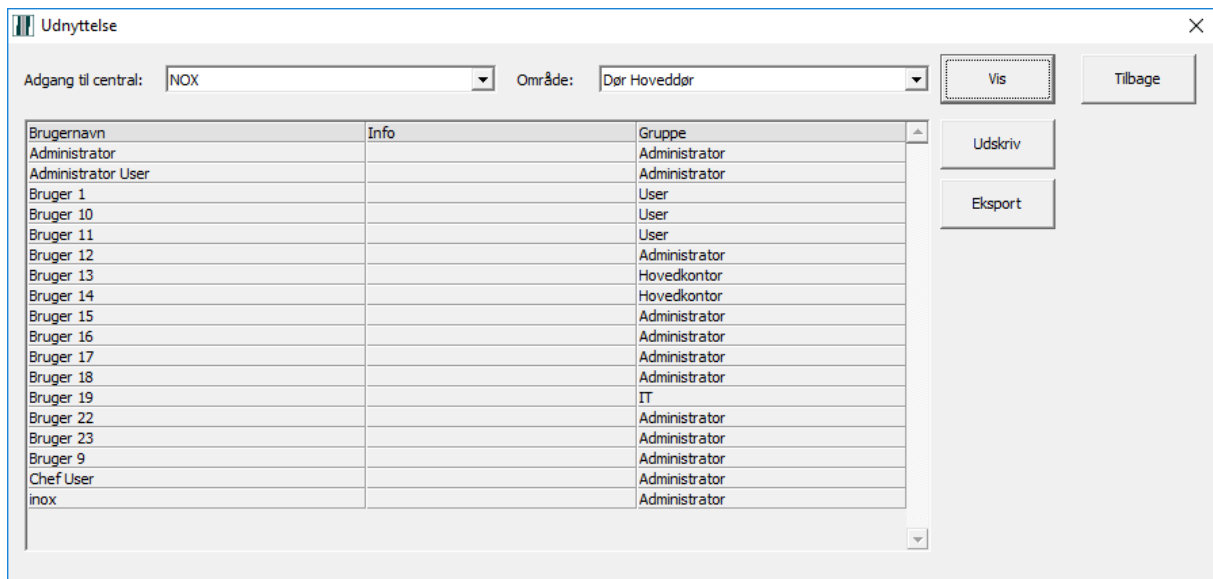 Udnyttelse
Adgang til central: NOX Område: Dør Hoveddør Vis Tilbage
Brugernavn Info Gruppe
Administrator Administrator
Administrator User Administrator
Bruger 1 User
Bruger 10 User
Bruger 11 User
Bruger 12 Administrator
Bruger 13 Hovedkontor
Bruger 14 Hovedkontor
Bruger 15 Administrator
Bruger 16 Administrator
Bruger 17 Administrator
Bruger 18 Administrator
Bruger 19 IT
Bruger 22 Administrator
Bruger 23 Administrator
Bruger 9 Administrator
Chef User Administrator
inox Administrator
Udskriv
Eksport